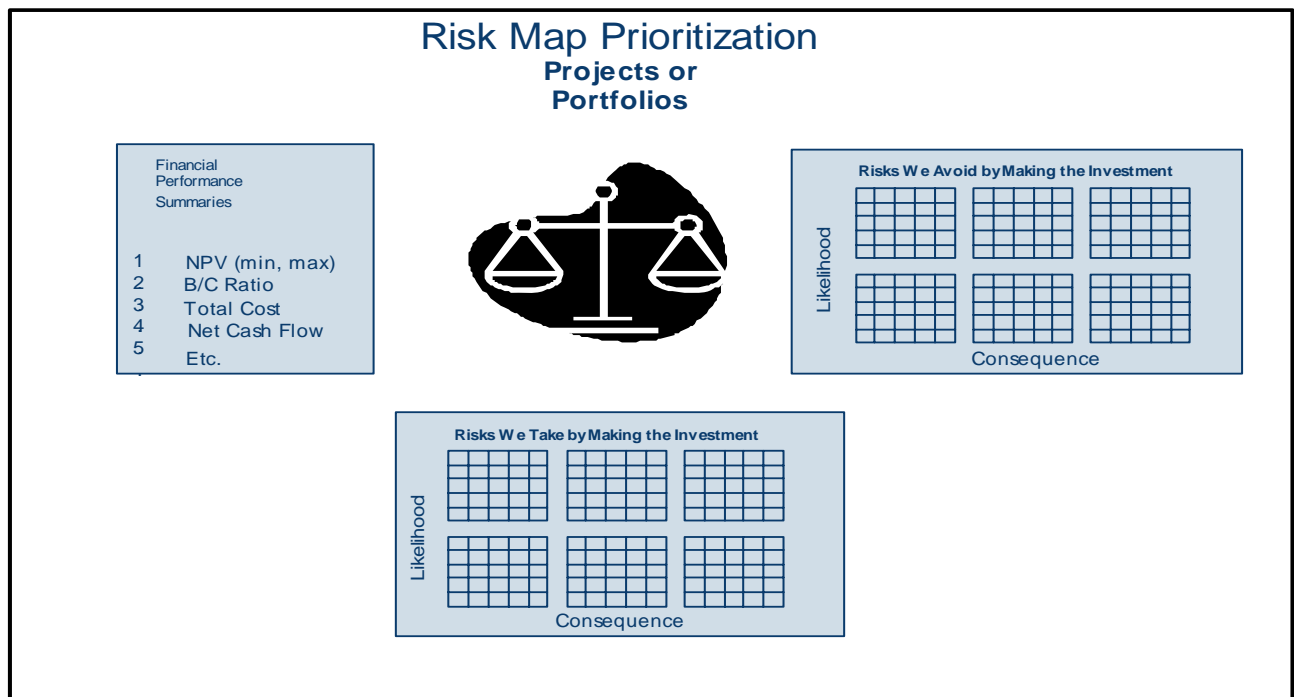 Risk Map Prioritization
Projects or
Portfolios
Financial
Performance
Summaries
1 NPV (min, max)
2 B/C Ratio
3 Total Cost
4 Net Cash Flow
5 Etc.
Risks We Avoid by Making the Investment
Likelihood
Consequence
Risks We Take by Making the Investment
Likelihood
Consequence